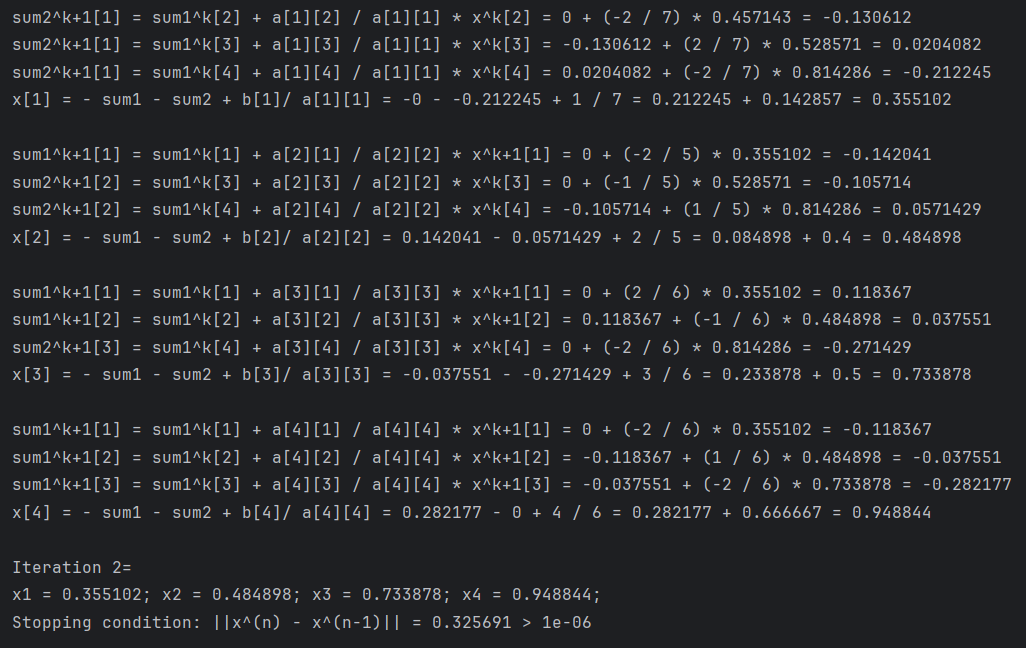 sum2^k+1[1] = sum1^k[2] + a[1][2] / a[1][1] * x^k[2] = 0 + (-2 / 7) * 0.457143 = -0.130612
sum2^k+1[1] = sum1^k[3] + a[1][3] / a[1][1] * x^k[3] = -0.130612 + (2 / 7) * 0.528571 = 0.0204082
sum2^k+1[1] = sum1^k[4] + a[1][4] / a[1][1] * x^k[4] = 0.0204082 + (-2 / 7) * 0.814286 = -0.212245
x[1] = - sum1 - sum2 + b[1]/ a[1][1] = -0 - -0.212245 + 1 / 7 = 0.212245 + 0.142857 = 0.355102
sum1^k+1[1] = sum1^k[1] + a[2][1] / a[2][2] * x^k+1[1] = 0 + (-2 / 5) * 0.355102 = -0.142041
sum2^k+1[2] = sum1^k[3] + a[2][3] / a[2][2] * x^k[3] = 0 + (-1 / 5) * 0.528571 = -0.105714
sum2^k+1[2] = sum1^k[4] + a[2][4] / a[2][2] * x^k[4] = -0.105714 + (1 / 5) * 0.814286 = 0.0571429
x[2] = - sum1 - sum2 + b[2]/ a[2][2] = 0.142041 - 0.0571429 + 2 / 5 = 0.084898 + 0.4 = 0.484898
sum1^k+1[1] = sum1^k[1] + a[3][1] / a[3][3] * x^k+1[1] = 0 + (2 / 6) * 0.355102 = 0.118367
sum1^k+1[2] = sum1^k[2] + a[3][2] / a[3][3] * x^k+1[2] = 0.118367 + (-1 / 6) * 0.484898 = 0.037551
sum2^k+1[3] = sum1^k[4] + a[3][4] / a[3][3] * x^k[4] = 0 + (-2 / 6) * 0.814286 = -0.271429
x[3] = - sum1 - sum2 + b[3]/ a[3][3] = -0.037551 - -0.271429 + 3 / 6 = 0.233878 + 0.5 = 0.733878
sum1^k+1[1] = sum1^k[1] + a[4][1] / a[4][4] * x^k+1[1] = 0 + (-2 / 6) * 0.355102 = -0.118367
sum1^k+1[2] = sum1^k[2] + a[4][2] / a[4][4] * x^k+1[2] = -0.118367 + (1 / 6) * 0.484898 = -0.037551
sum1^k+1[3] = sum1^k[3] + a[4][3] / a[4][4] * x^k+1[3] = -0.037551 + (-2 / 6) * 0.733878 = -0.282177
x[4] = - sum1 - sum2 + b[4]/ a[4][4] = 0.282177 - 0 + 4 / 6 = 0.282177 + 0.666667 = 0.948844
Iteration 2=
x1 = 0.355102; x2 = 0.484898; x3 = 0.733878; x4 = 0.948844;
Stopping condition: ||x^(n) - x^(n-1)|| = 0.325691 > 1e-06